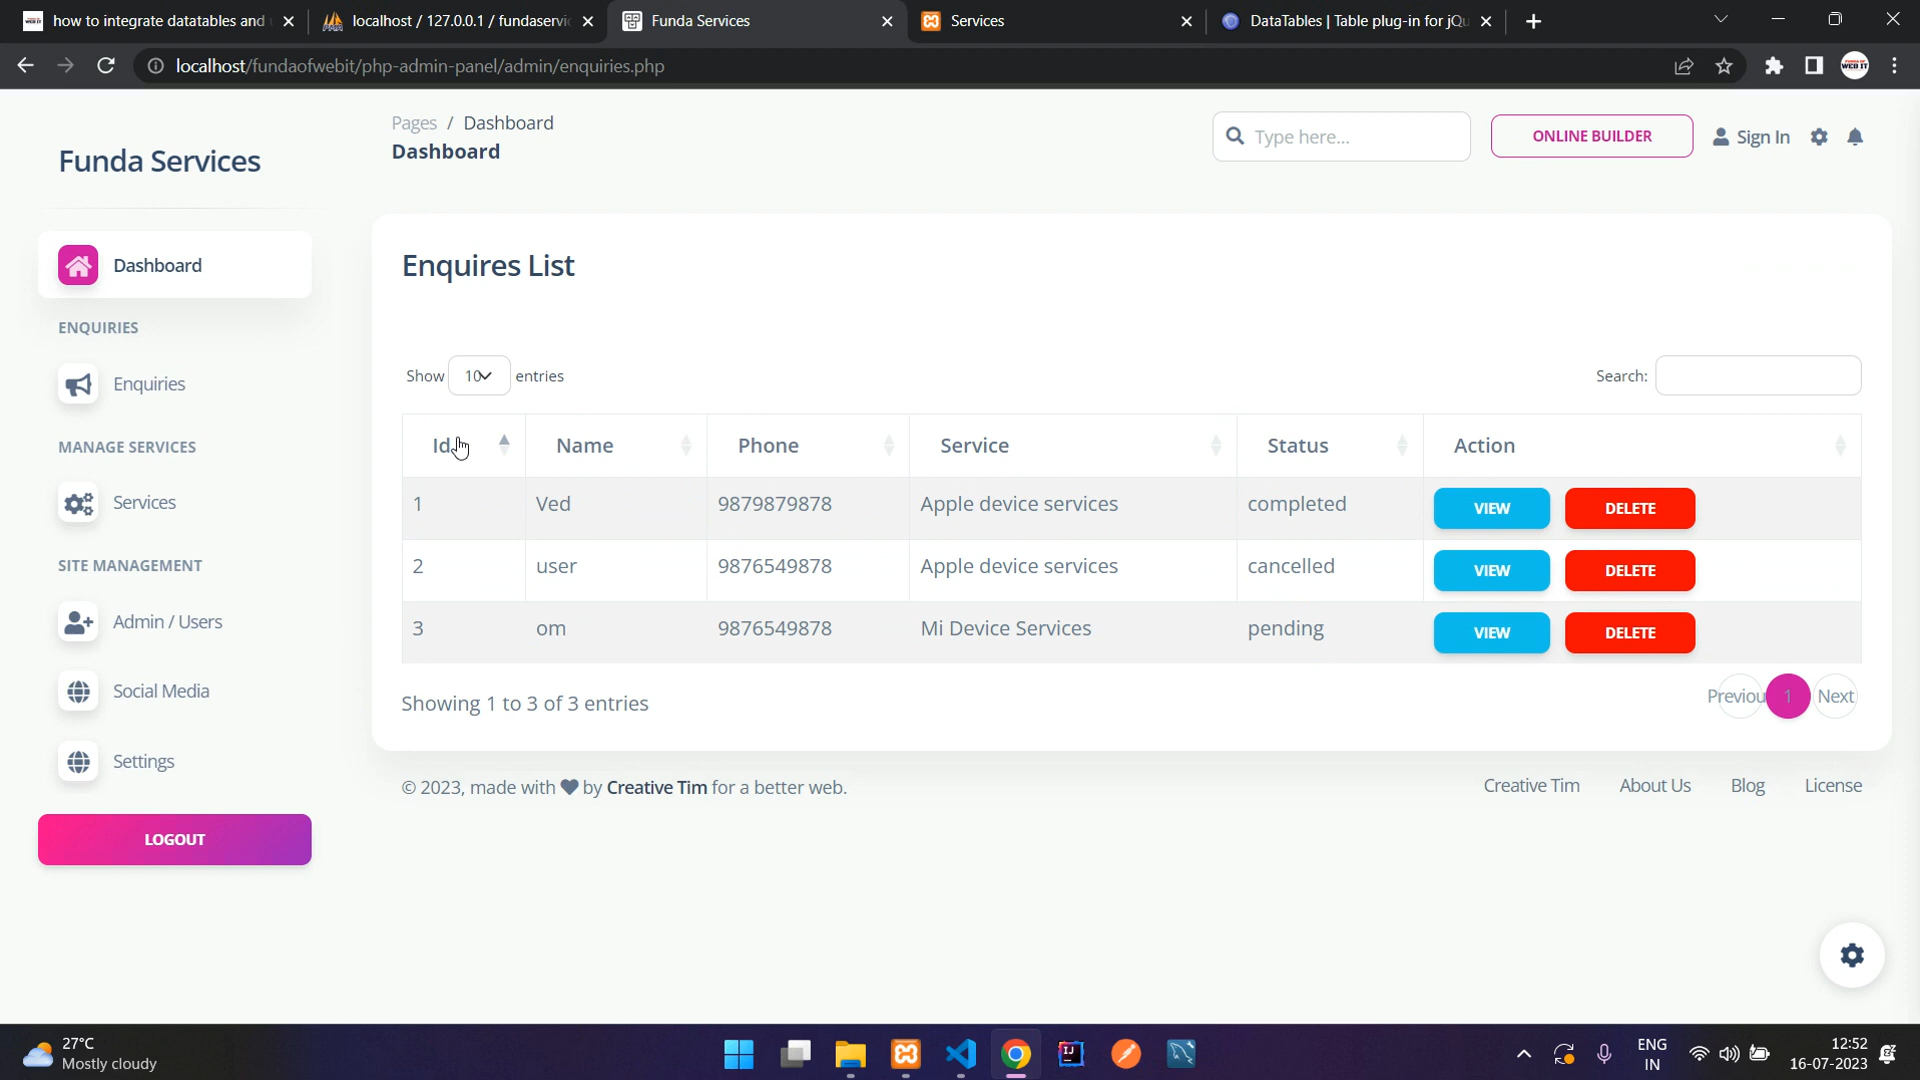 how to integrate datatables and
localhost / 127.0.0.1 / fundaservic
Funda Services
Services
DataTables | Table plug-in for jQu
localhost/fundaofwebit/php-admin-panel/admin/enquiries.php
Funda Services
Pages / Dashboard
Dashboard
Type here...
ONLINE BUILDER
Sign In
Dashboard
ENQUIRIES
Enquiries
MANAGE SERVICES
Services
SITE MANAGEMENT
Admin / Users
Social Media
Settings
LOGOUT
Enquires List
Show 10 entries
Search:
Id Name Phone Service Status Action
1 Ved 9879879878 Apple device services completed VIEW DELETE
2 user 9876549878 Apple device services cancelled VIEW DELETE
3 om 9876549878 Mi Device Services pending VIEW DELETE
Showing 1 to 3 of 3 entries
Previou 1 Next
© 2023, made with by Creative Tim for a better web.
Creative Tim About Us Blog License
27°C
Mostly cloudy
ENG
IN
12:52
16-07-2023